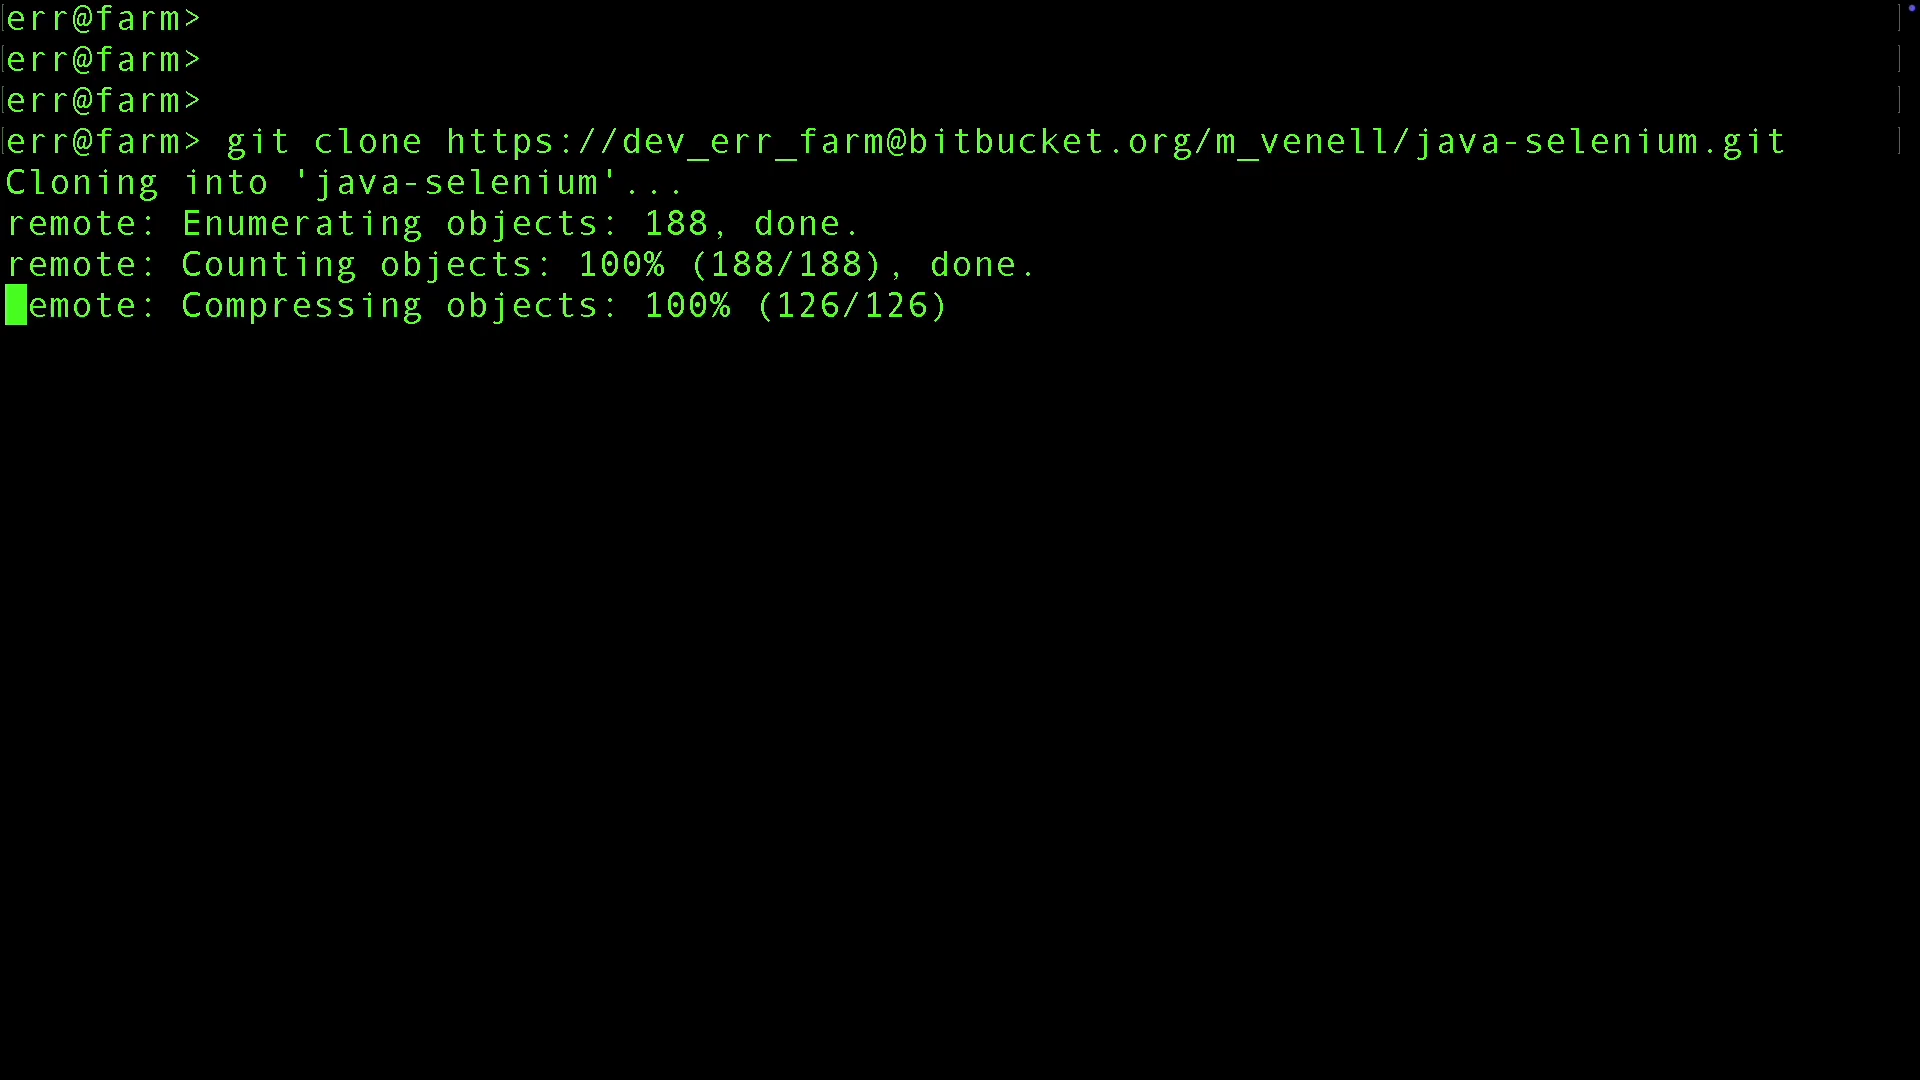 err@farm>
err@farm>
err@farm>
err@farm> git clone https://dev_err_farm@bitbucket.org/m_venell/java-selenium.git
Cloning into 'java-selenium'...
remote: Enumerating objects: 188, done.
remote: Counting objects: 100% (188/188), done.
emote: Compressing objects: 100% (126/126)